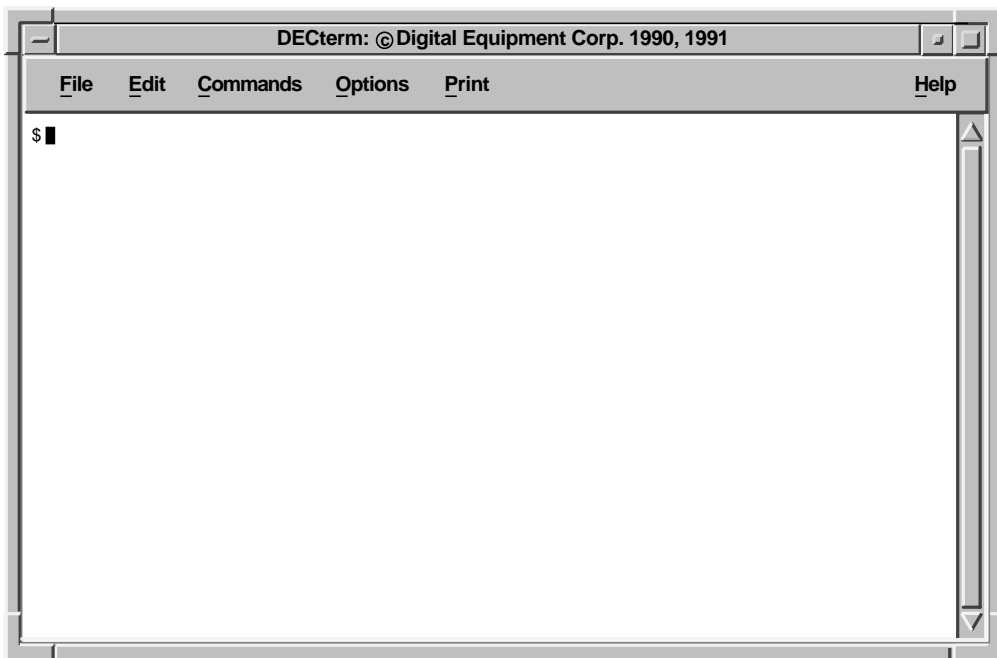 DECterm: © Digital Equipment Corp. 1990, 1991
File Edit Commands Options Print Help
$